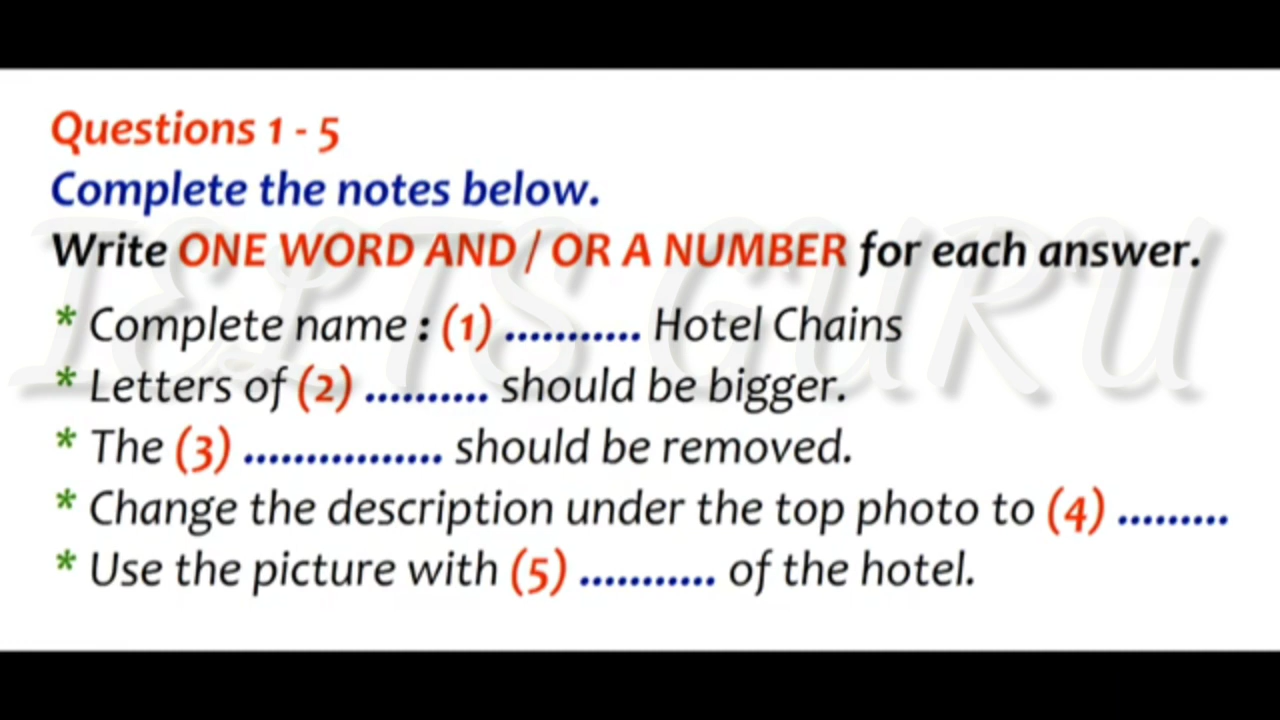 Questions 1 - 5
Complete the notes below.
Write ONE WORD AND / OR A NUMBER for each answer.
* Complete name : (1) ........... Hotel Chains
* Letters of (2) .......... should be bigger.
* The (3) ................ should be removed.
* Change the description under the top photo to (4) .........
* Use the picture with (5) ........... of the hotel.
IELTS GURU